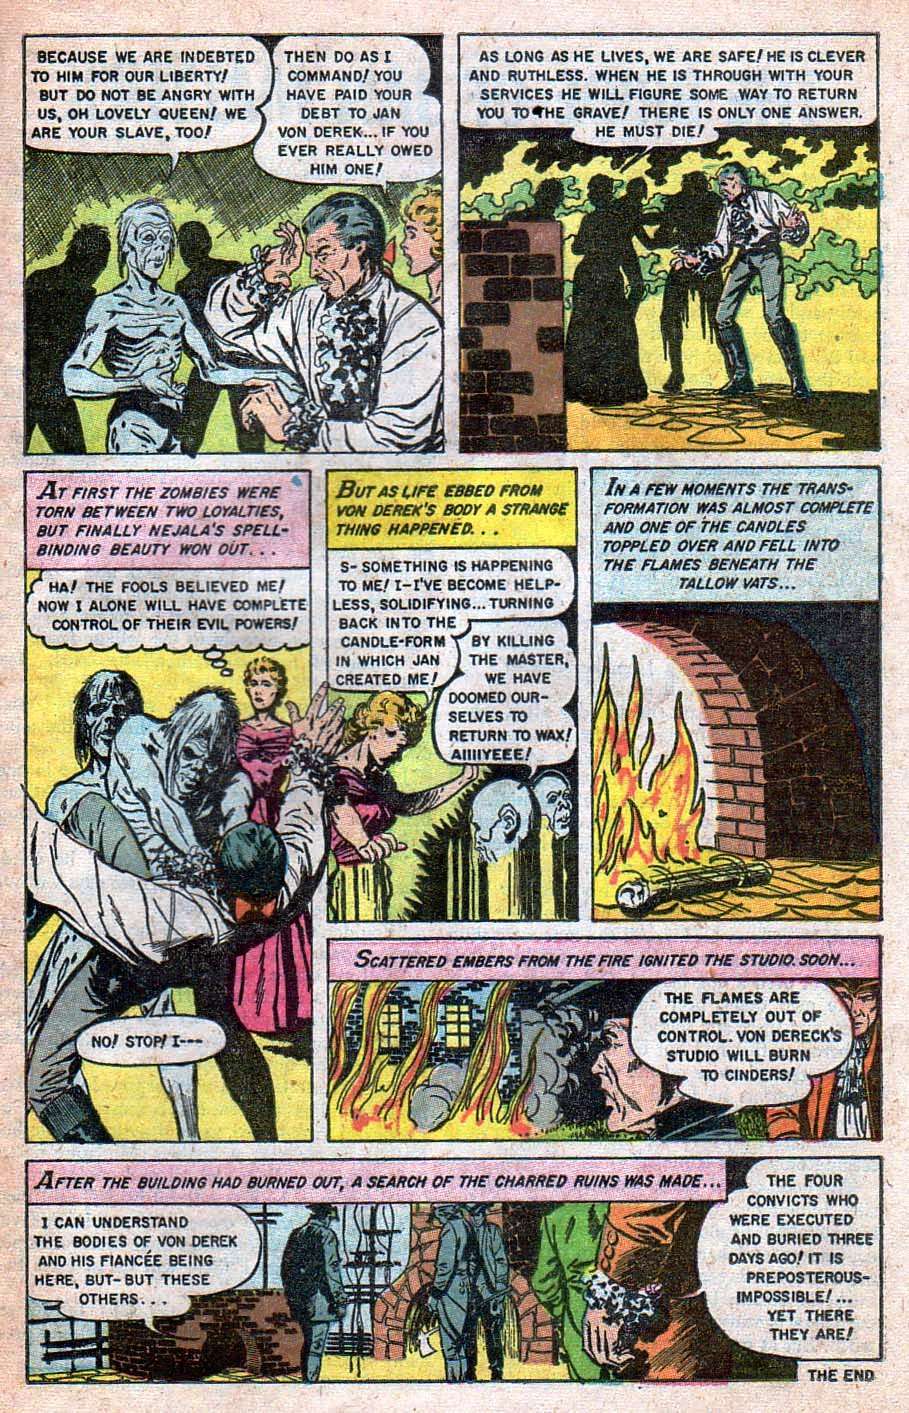 BECAUSE WE ARE INDEBTED
TO HIM FOR OUR LIBERTY!
BUT DO NOT BE ANGRY WITH
US, OH LOVELY QUEEN! WE
ARE YOUR SLAVE, TOO!
THEN DO AS I
COMMAND! YOU
HAVE PAID YOUR
DEBT TO JAN
VON DEREK... IF YOU
EVER REALLY OWED
HIM ONE!
AS LONG AS HE LIVES, WE ARE SAFE! HE IS CLEVER
AND RUTHLESS. WHEN HE IS THROUGH WITH YOUR
SERVICES HE WILL FIGURE SOME WAY TO RETURN
YOU TO THE GRAVE! THERE IS ONLY ONE ANSWER.
HE MUST DIE!
AT FIRST THE ZOMBIES WERE
TORN BETWEEN TWO LOYALTIES,
BUT FINALLY NEJALA'S SPELL-
BINDING BEAUTY WON OUT...
HA! THE FOOLS BELIEVED ME!
NOW I ALONE WILL HAVE COMPLETE
CONTROL OF THEIR EVIL POWERS!
NO! STOP! I---
BUT AS LIFE EBBED FROM
VON DEREK'S BODY A STRANGE
THING HAPPENED...
S-SOMETHING IS HAPPENING
TO ME! I-I'VE BECOME HELP-
LESS, SOLIDIFYING... TURNING
BACK INTO THE
CANDLE-FORM
IN WHICH JAN
CREATED ME!
BY KILLING
THE MASTER,
WE HAVE
DOOMED OUR-
SELVES TO
RETURN TO WAX!
AIIIIYEEE!
IN A FEW MOMENTS THE TRANS-
FORMATION WAS ALMOST COMPLETE
AND ONE OF THE CANDLES
TOPPLED OVER AND FELL INTO
THE FLAMES BENEATH THE
TALLOW VATS...
SCATTERED EMBERS FROM THE FIRE IGNITED THE STUDIO. SOON...
THE FLAMES ARE
COMPLETELY OUT OF
CONTROL. VON DERECK'S
STUDIO WILL BURN
TO CINDERS!
AFTER THE BUILDING HAD BURNED OUT, A SEARCH OF THE CHARRED RUINS WAS MADE...
I CAN UNDERSTAND
THE BODIES OF VON DEREK
AND HIS FIANCÉE BEING
HERE, BUT-BUT THESE
OTHERS...
THE FOUR
CONVICTS WHO
WERE EXECUTED
AND BURIED THREE
DAYS AGO! IT IS
PREPOSTEROUS-
IMPOSSIBLE!...
YET THERE
THEY ARE!
THE END